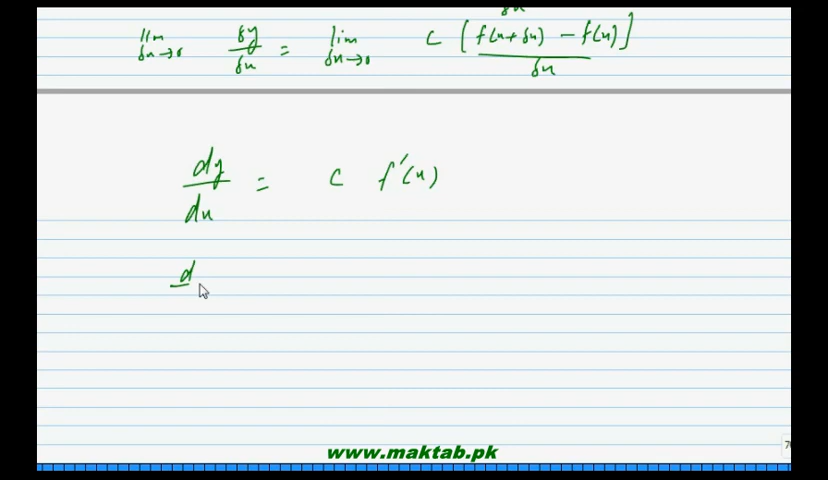 lim δx→0 δy/δx = lim δx→0 c [f(x+δx) − f(x)]/δx
dy/dx = c f′(x)
d
www.maktab.pk